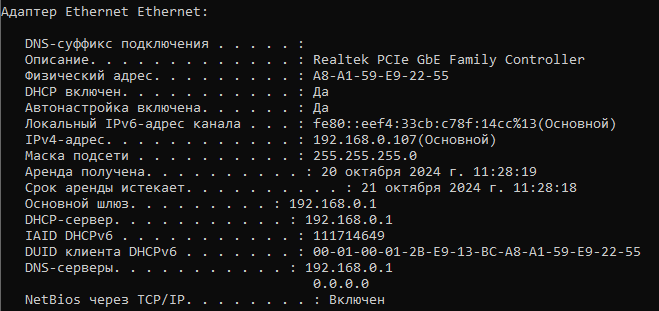 Адаптер Ethernet Ethernet:
DNS-суффикс подключения . . . . . :
Описание. . . . . . . . . . . . . : Realtek PCIe GbE Family Controller
Физический адрес. . . . . . . . . : A8-A1-59-E9-22-55
DHCP включен. . . . . . . . . . . : Да
Автонастройка включена. . . . . . : Да
Локальный IPv6-адрес канала . . . : fe80::eef4:33cb:c78f:14cc%13(Основной)
IPv4-адрес. . . . . . . . . . . . : 192.168.0.107(Основной)
Маска подсети . . . . . . . . . . : 255.255.255.0
Аренда получена. . . . . . . . . . : 20 октября 2024 г. 11:28:19
Срок аренды истекает. . . . . . . . . . : 21 октября 2024 г. 11:28:18
Основной шлюз. . . . . . . . . : 192.168.0.1
DHCP-сервер. . . . . . . . . . . : 192.168.0.1
IAID DHCPv6 . . . . . . . . . . . : 111714649
DUID клиента DHCPv6 . . . . . . . : 00-01-00-01-2B-E9-13-BC-A8-A1-59-E9-22-55
DNS-серверы. . . . . . . . . . . : 192.168.0.1
0.0.0.0
NetBios через TCP/IP. . . . . . . . : Включен